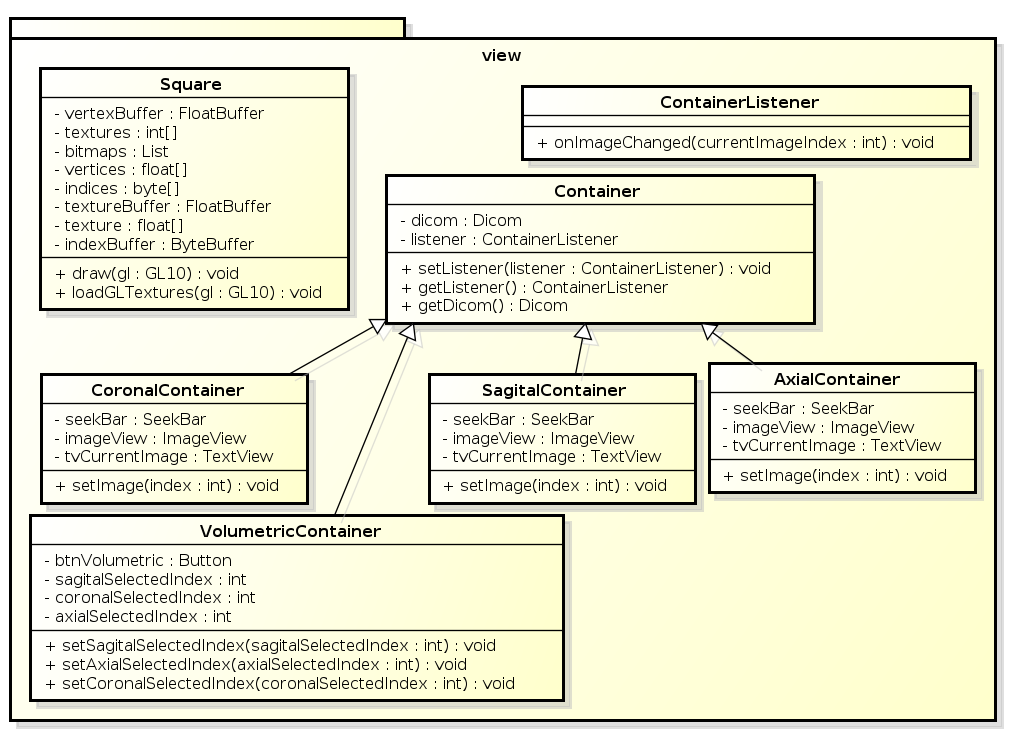 view
Square
- vertexBuffer : FloatBuffer
- textures : int[]
- bitmaps : List
- vertices : float[]
- indices : byte[]
- textureBuffer : FloatBuffer
- texture : float[]
- indexBuffer : ByteBuffer
+ draw(gl : GL10) : void
+ loadGLTextures(gl : GL10) : void
ContainerListener
+ onImageChanged(currentImageIndex : int) : void
Container
- dicom : Dicom
- listener : ContainerListener
+ setListener(listener : ContainerListener) : void
+ getListener() : ContainerListener
+ getDicom() : Dicom
CoronalContainer
- seekBar : SeekBar
- imageView : ImageView
- tvCurrentImage : TextView
+ setImage(index : int) : void
SagitalContainer
- seekBar : SeekBar
- imageView : ImageView
- tvCurrentImage : TextView
+ setImage(index : int) : void
AxialContainer
- seekBar : SeekBar
- imageView : ImageView
- tvCurrentImage : TextView
+ setImage(index : int) : void
VolumetricContainer
- btnVolumetric : Button
- sagitalSelectedIndex : int
- coronalSelectedIndex : int
- axialSelectedIndex : int
+ setSagitalSelectedIndex(sagitalSelectedIndex : int) : void
+ setAxialSelectedIndex(axialSelectedIndex : int) : void
+ setCoronalSelectedIndex(coronalSelectedIndex : int) : void